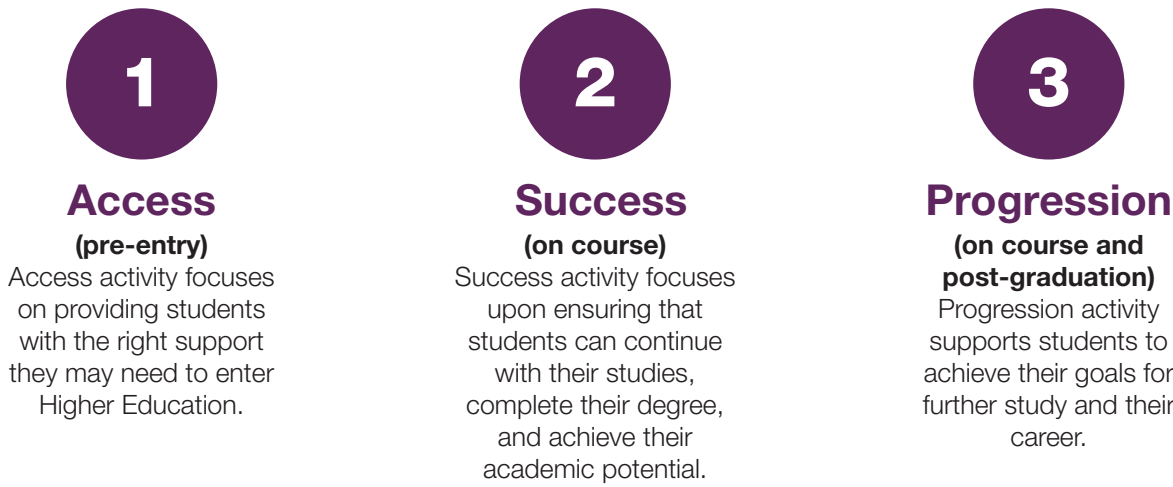 1
Access
(pre-entry)
Access activity focuses
on providing students
with the right support
they may need to enter
Higher Education.
2
Success
(on course)
Success activity focuses
upon ensuring that
students can continue
with their studies,
complete their degree,
and achieve their
academic potential.
3
Progression
(on course and
post-graduation)
Progression activity
supports students to
achieve their goals for
further study and their
career.